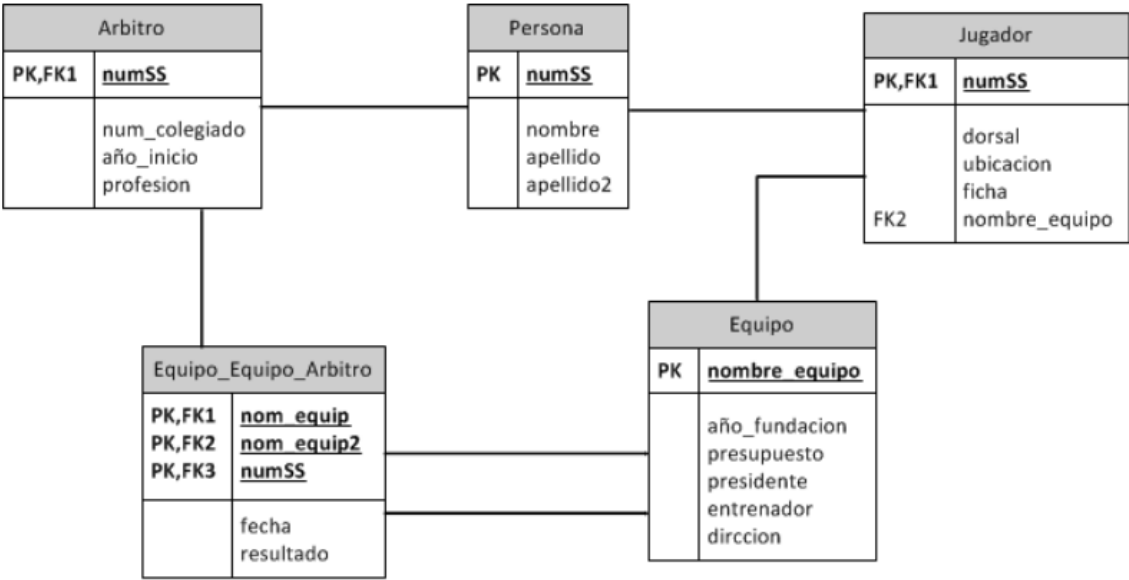 Arbitro
PK,FK1 numSS
num_colegiado
año_inicio
profesion
Persona
PK numSS
nombre
apellido
apellido2
Jugador
PK,FK1 numSS
dorsal
ubicacion
ficha
FK2 nombre_equipo
Equipo_Equipo_Arbitro
PK,FK1 nom_equip
PK,FK2 nom_equip2
PK,FK3 numSS
fecha
resultado
Equipo
PK nombre_equipo
año_fundacion
presupuesto
presidente
entrenador
dirccion